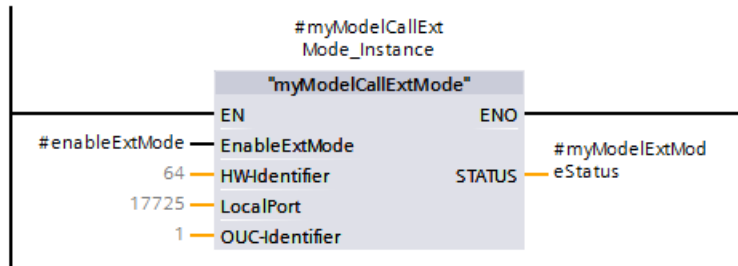 #myModelCallExt
Mode_Instance
"myModelCallExtMode"
EN ENO
#enableExtMode EnableExtMode
64 HW-Identifier STATUS #myModelExtMod
eStatus
17725 LocalPort
1 OUC-Identifier